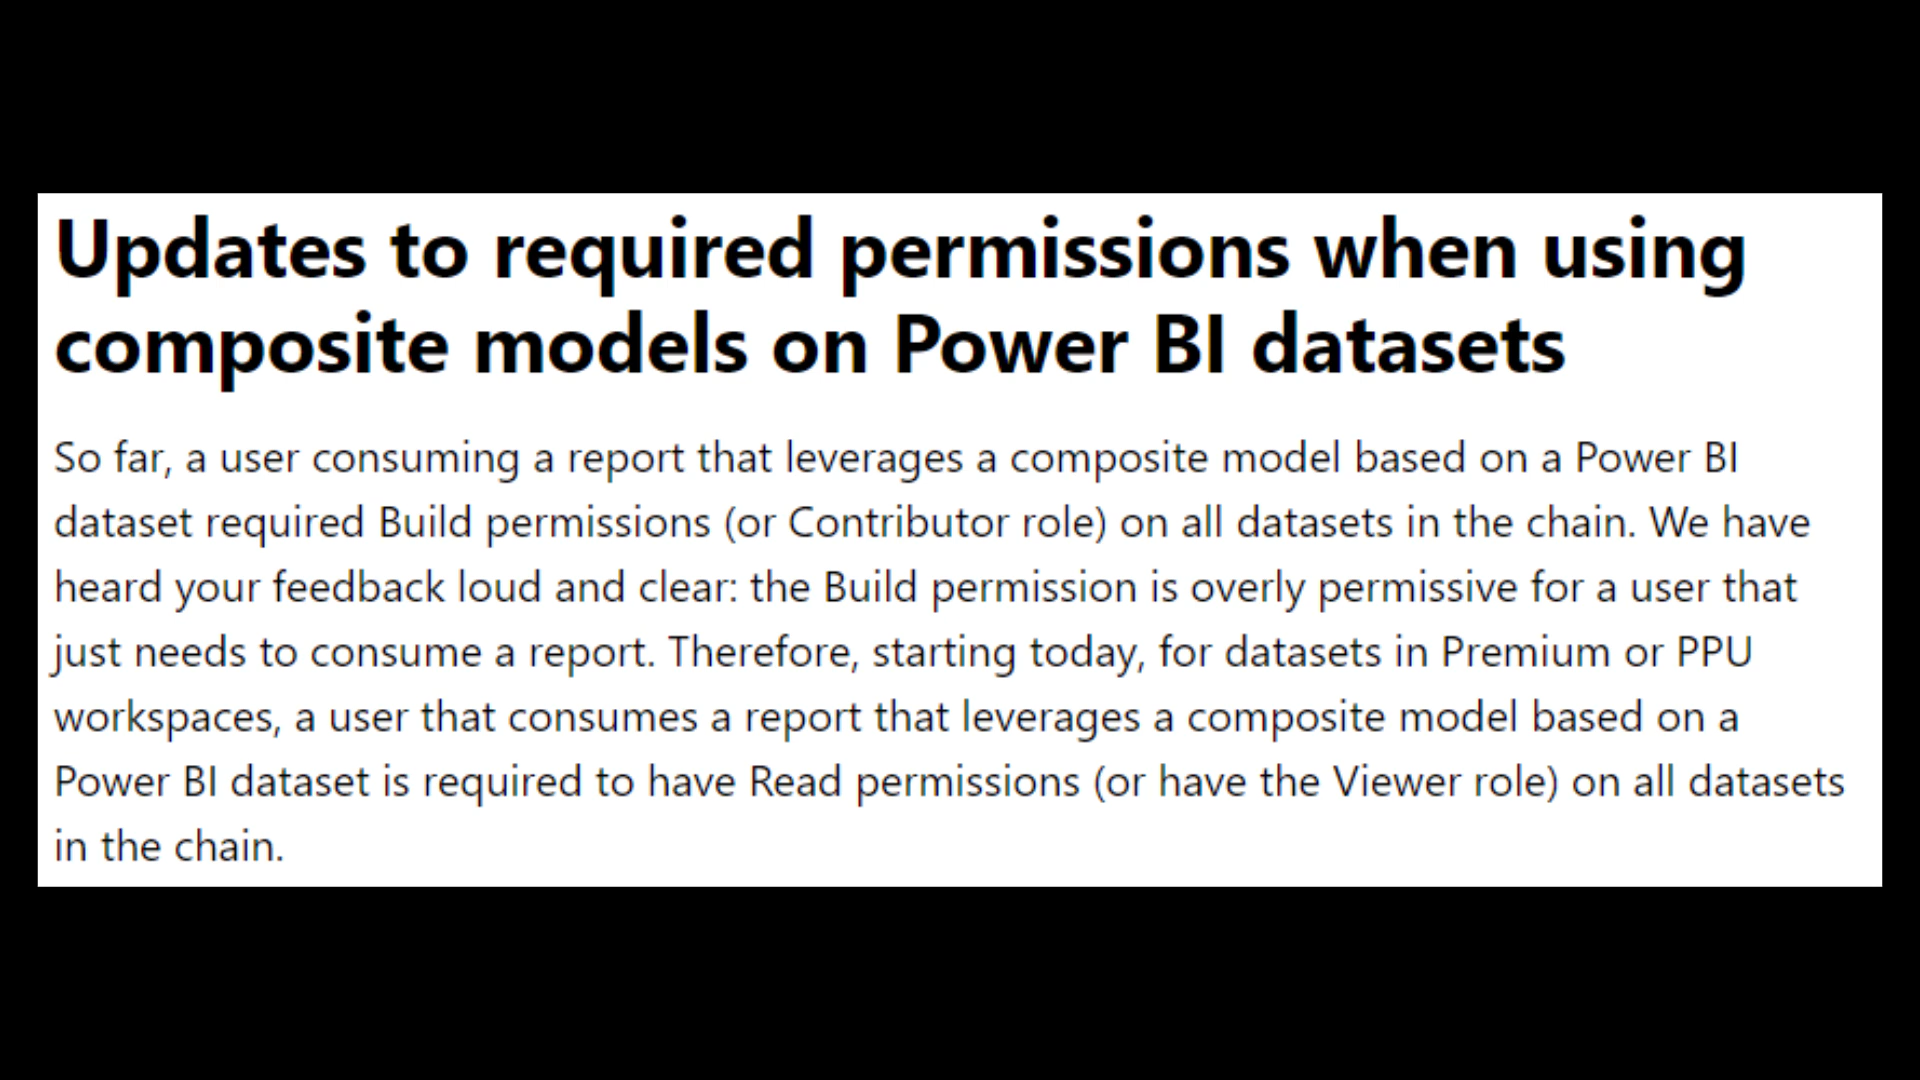 Updates to required permissions when using
composite models on Power BI datasets
So far, a user consuming a report that leverages a composite model based on a Power BI
dataset required Build permissions (or Contributor role) on all datasets in the chain. We have
heard your feedback loud and clear: the Build permission is overly permissive for a user that
just needs to consume a report. Therefore, starting today, for datasets in Premium or PPU
workspaces, a user that consumes a report that leverages a composite model based on a
Power BI dataset is required to have Read permissions (or have the Viewer role) on all datasets
in the chain.